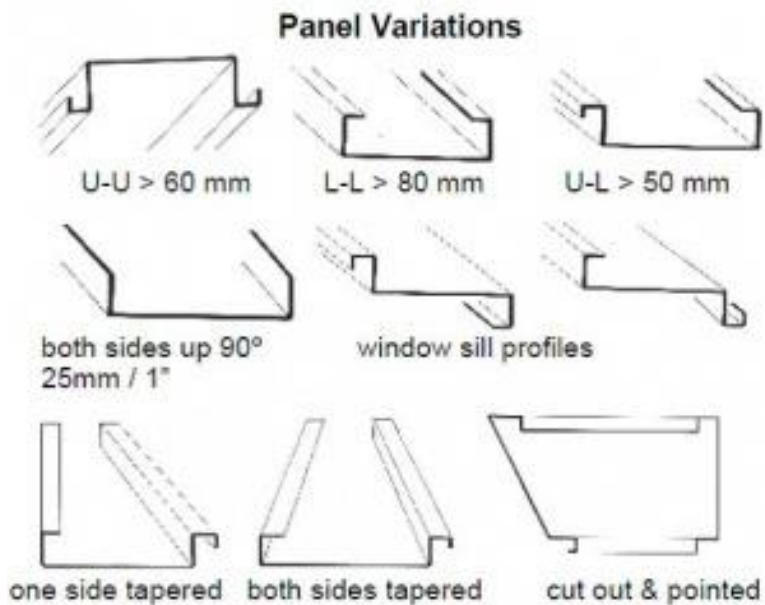 Panel Variations
U-U > 60 mm
L-L > 80 mm
U-L > 50 mm
both sides up 90º
25mm / 1"
window sill profiles
one side tapered
both sides tapered
cut out & pointed